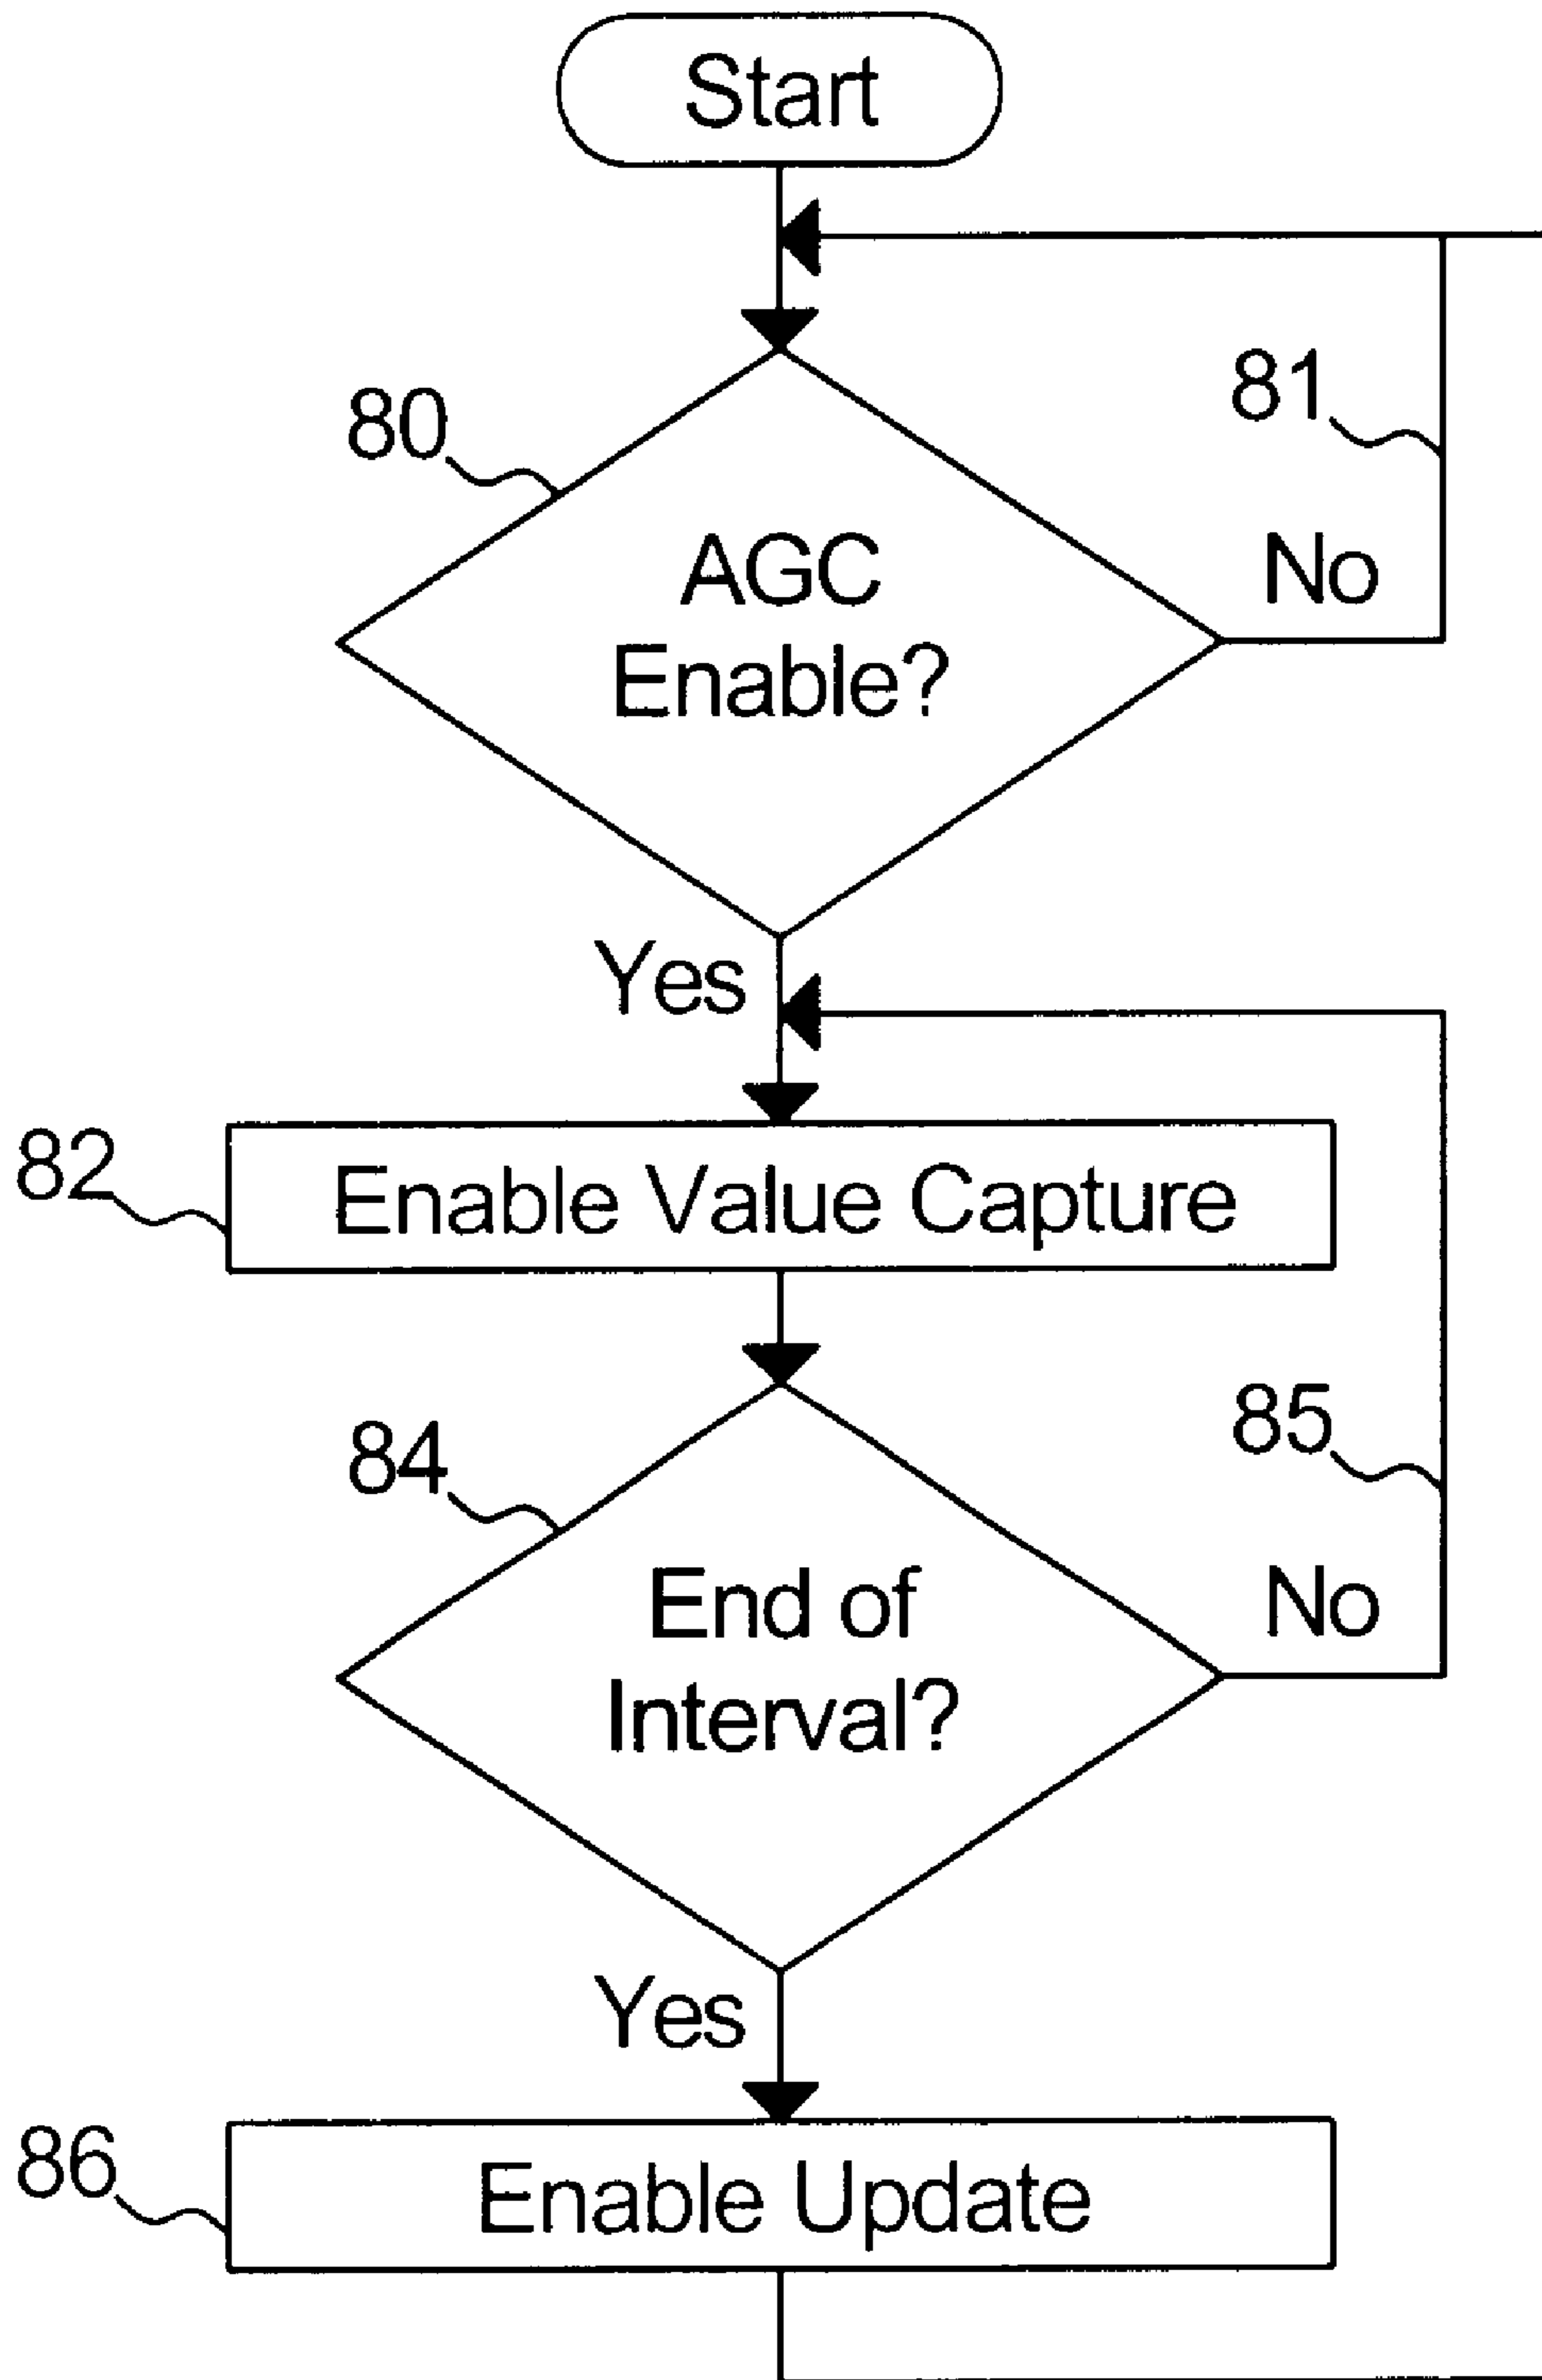 Start
80
81
AGC
Enable?
No
Yes
82
Enable Value Capture
84
85
End of
Interval?
No
Yes
86
Enable Update